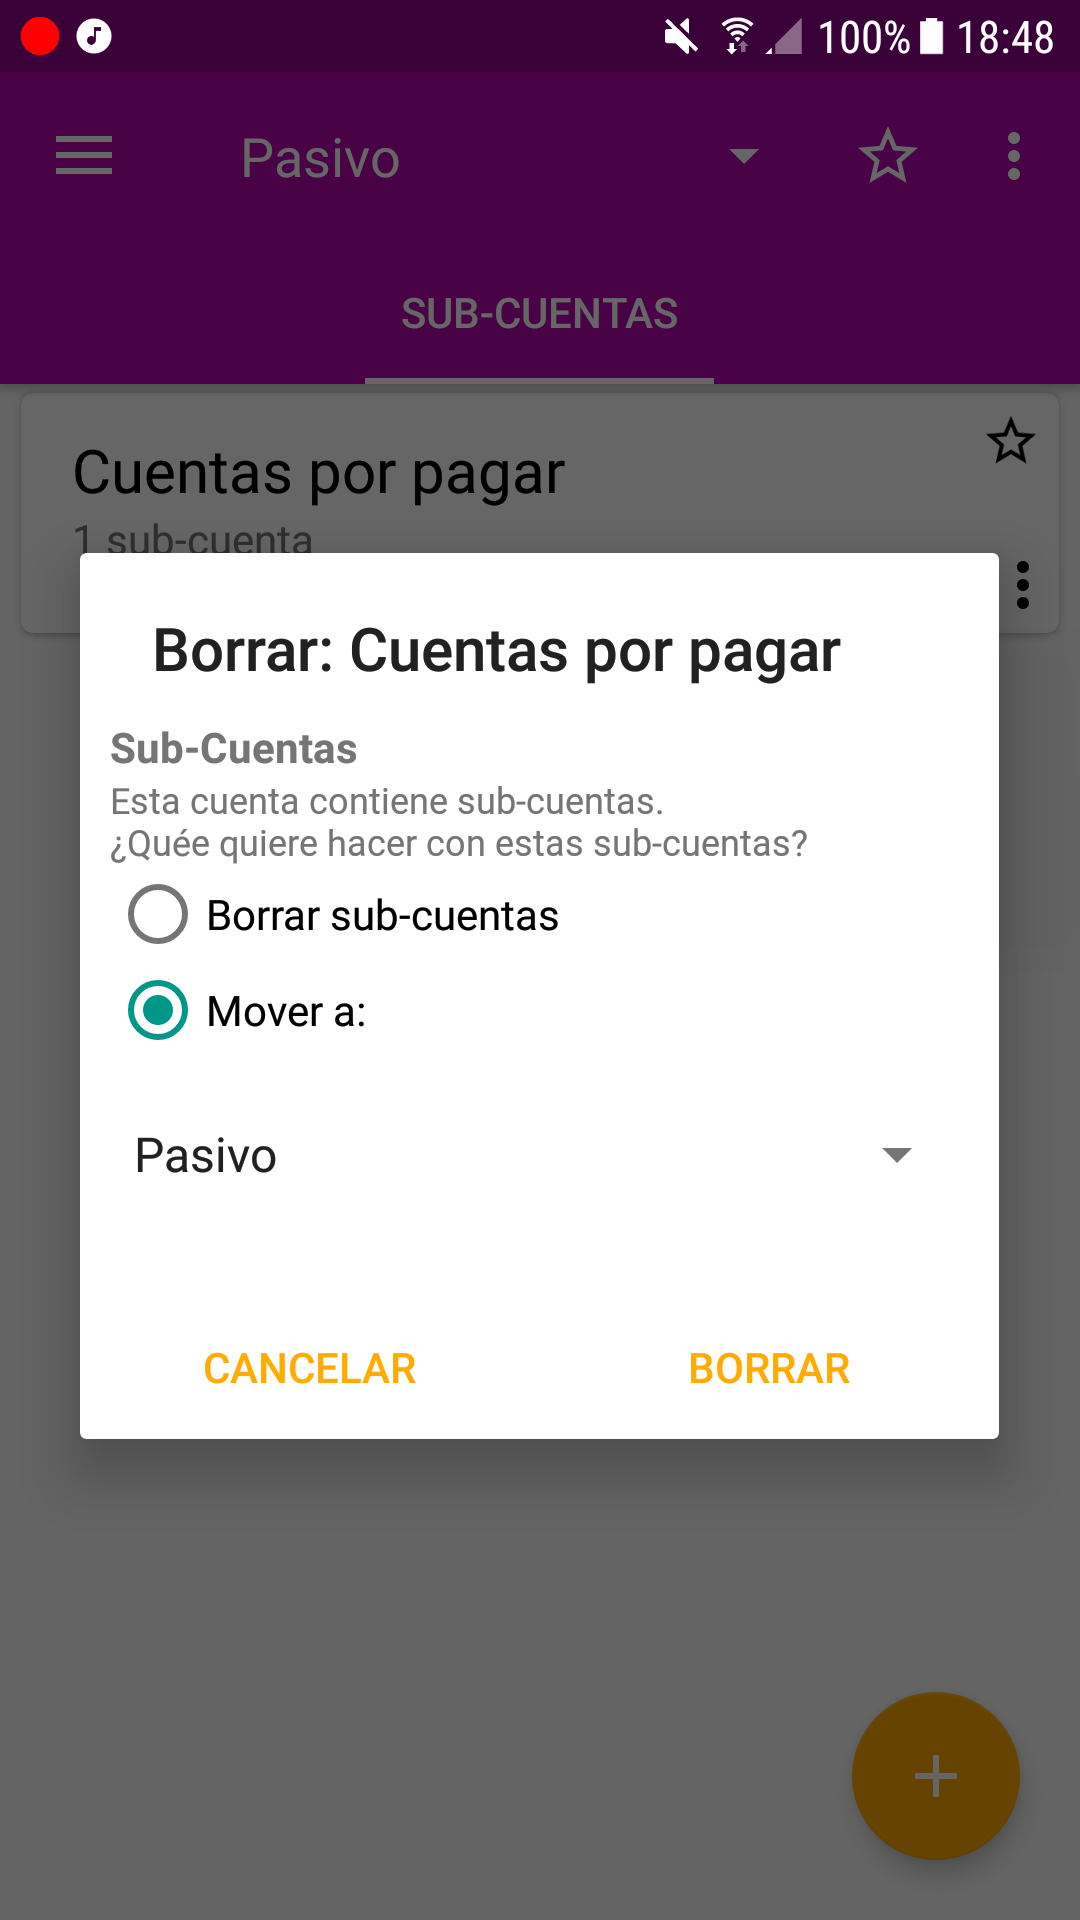 100% 18:48
Pasivo
SUB-CUENTAS
Cuentas por pagar
1 sub-cuenta
Borrar: Cuentas por pagar
Sub-Cuentas
Esta cuenta contiene sub-cuentas.
¿Quée quiere hacer con estas sub-cuentas?
Borrar sub-cuentas
Mover a:
Pasivo
CANCELAR BORRAR